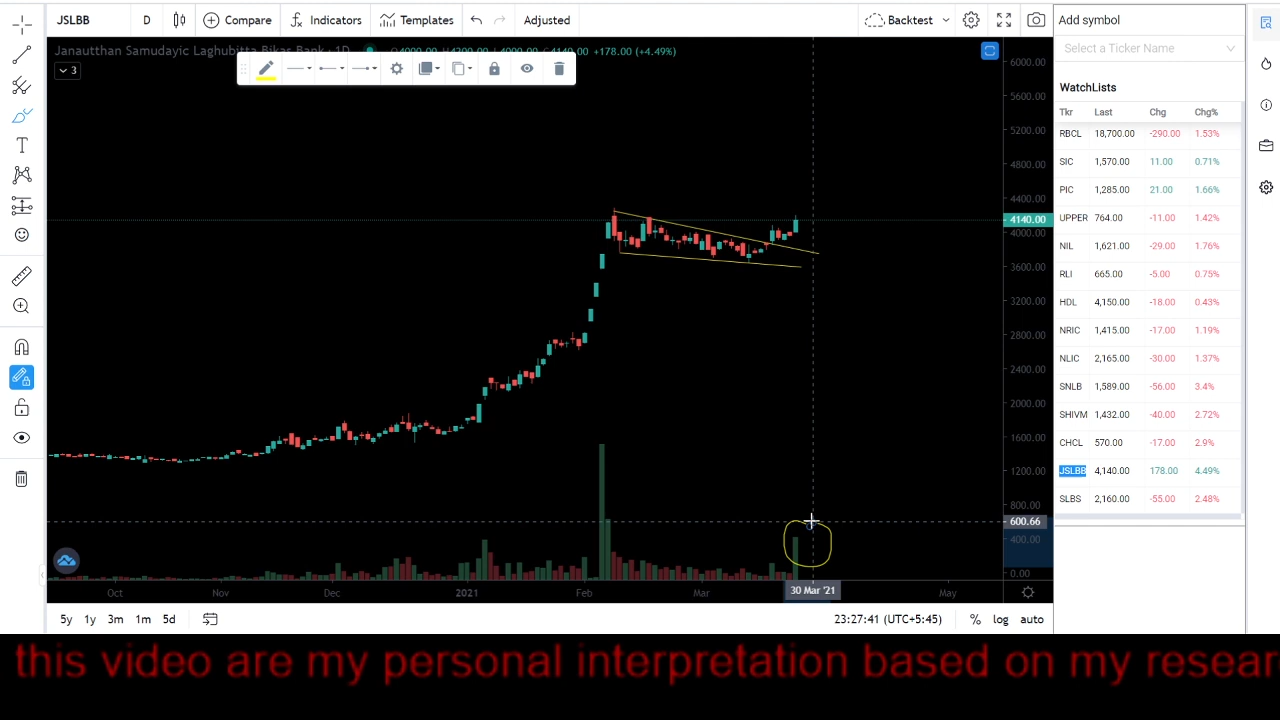 JSLBB D Compare Indicators Templates Adjusted Backtest
Add symbol
Janautthan Samudayic Laghubitta Bikas Bank · 1D
+178.00 (+4.49%)
3
Select a Ticker Name
WatchLists
Tkr Last Chg Chg%
RBCL 18,700.00 -290.00 1.53%
SIC 1,570.00 11.00 0.71%
PIC 1,285.00 21.00 1.66%
UPPER 764.00 -11.00 1.42%
NIL 1,621.00 -29.00 1.76%
RLI 665.00 -5.00 0.75%
HDL 4,150.00 -18.00 0.43%
NRIC 1,415.00 -17.00 1.19%
NLIC 2,165.00 -30.00 1.37%
SNLB 1,589.00 -56.00 3.4%
SHIVM 1,432.00 -40.00 2.72%
CHCL 570.00 -17.00 2.9%
JSLBB 4,140.00 178.00 4.49%
SLBS 2,160.00 -55.00 2.48%
6000.00
5600.00
5200.00
4800.00
4400.00
4140.00
4000.00
3600.00
3200.00
2800.00
2400.00
2000.00
1600.00
1200.00
800.00
600.66
400.00
0.00
Oct Nov Dec 2021 Feb Mar 30 Mar '21 May
5y 1y 3m 1m 5d 23:27:41 (UTC+5:45) % log auto
this video are my personal interpretation based on my resear